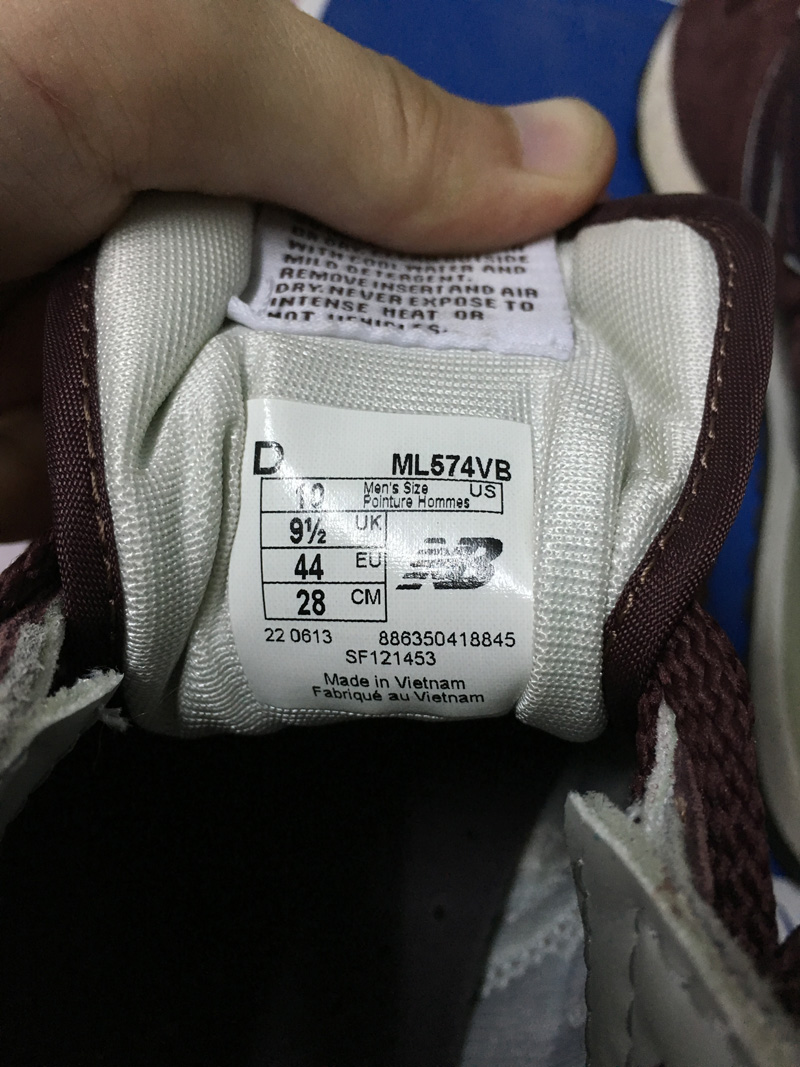 WITH COOL WATER AND
MILD DETERGENT.
REMOVE INSERT AND AIR
DRY. NEVER EXPOSE TO
INTENSE HEAT OR
D ML574VB
10 Men's Size US
Pointure Hommes
9½ UK
44 EU
NB
28 CM
22 0613 886350418845
SF121453
Made in Vietnam
Fabriqué au Vietnam